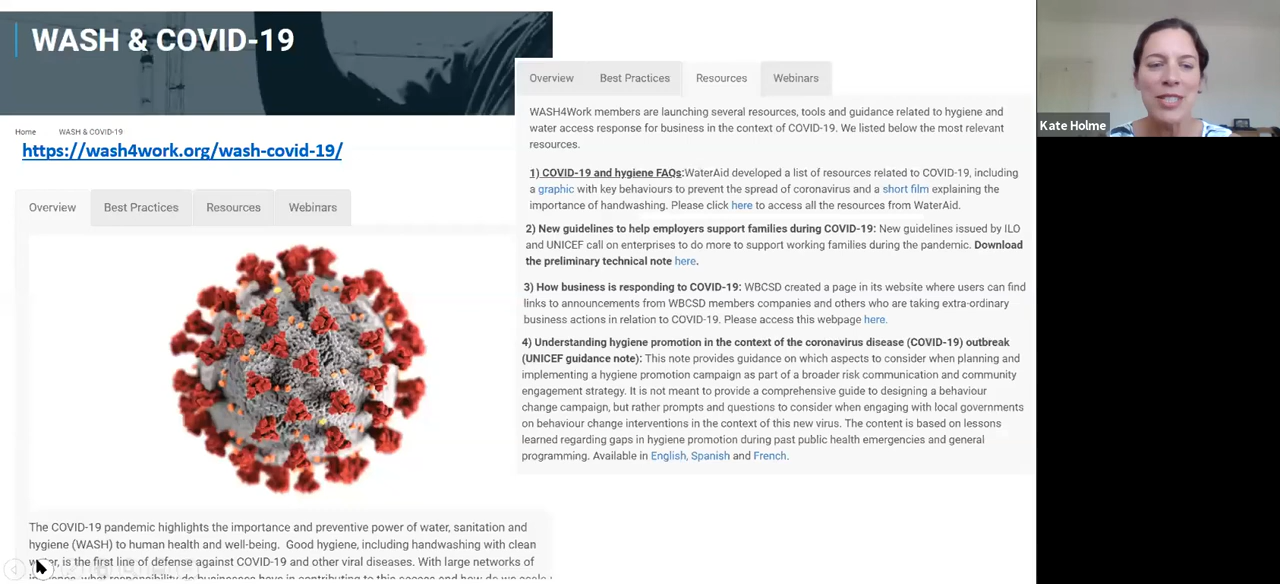 WASH & COVID-19
Home WASH & COVID-19
https://wash4work.org/wash-covid-19/
Overview Best Practices Resources Webinars
The COVID-19 pandemic highlights the importance and preventive power of water, sanitation and
hygiene (WASH) to human health and well-being. Good hygiene, including handwashing with clean
water, is the first line of defense against COVID-19 and other viral diseases. With large networks of
what responsibility do businesses have in contributing to this access and how do we scale
Overview Best Practices Resources Webinars
WASH4Work members are launching several resources, tools and guidance related to hygiene and
water access response for business in the context of COVID-19. We listed below the most relevant
resources.
1) COVID-19 and hygiene FAQs:WaterAid developed a list of resources related to COVID-19, including
a graphic with key behaviours to prevent the spread of coronavirus and a short film explaining the
importance of handwashing. Please click here to access all the resources from WaterAid.
2) New guidelines to help employers support families during COVID-19: New guidelines issued by ILO
and UNICEF call on enterprises to do more to support working families during the pandemic. Download
the preliminary technical note here.
3) How business is responding to COVID-19: WBCSD created a page in its website where users can find
links to announcements from WBCSD members companies and others who are taking extra-ordinary
business actions in relation to COVID-19. Please access this webpage here.
4) Understanding hygiene promotion in the context of the coronavirus disease (COVID-19) outbreak
(UNICEF guidance note): This note provides guidance on which aspects to consider when planning and
implementing a hygiene promotion campaign as part of a broader risk communication and community
engagement strategy. It is not meant to provide a comprehensive guide to designing a behaviour
change campaign, but rather prompts and questions to consider when engaging with local governments
on behaviour change interventions in the context of this new virus. The content is based on lessons
learned regarding gaps in hygiene promotion during past public health emergencies and general
programming. Available in English, Spanish and French.
Kate Holme